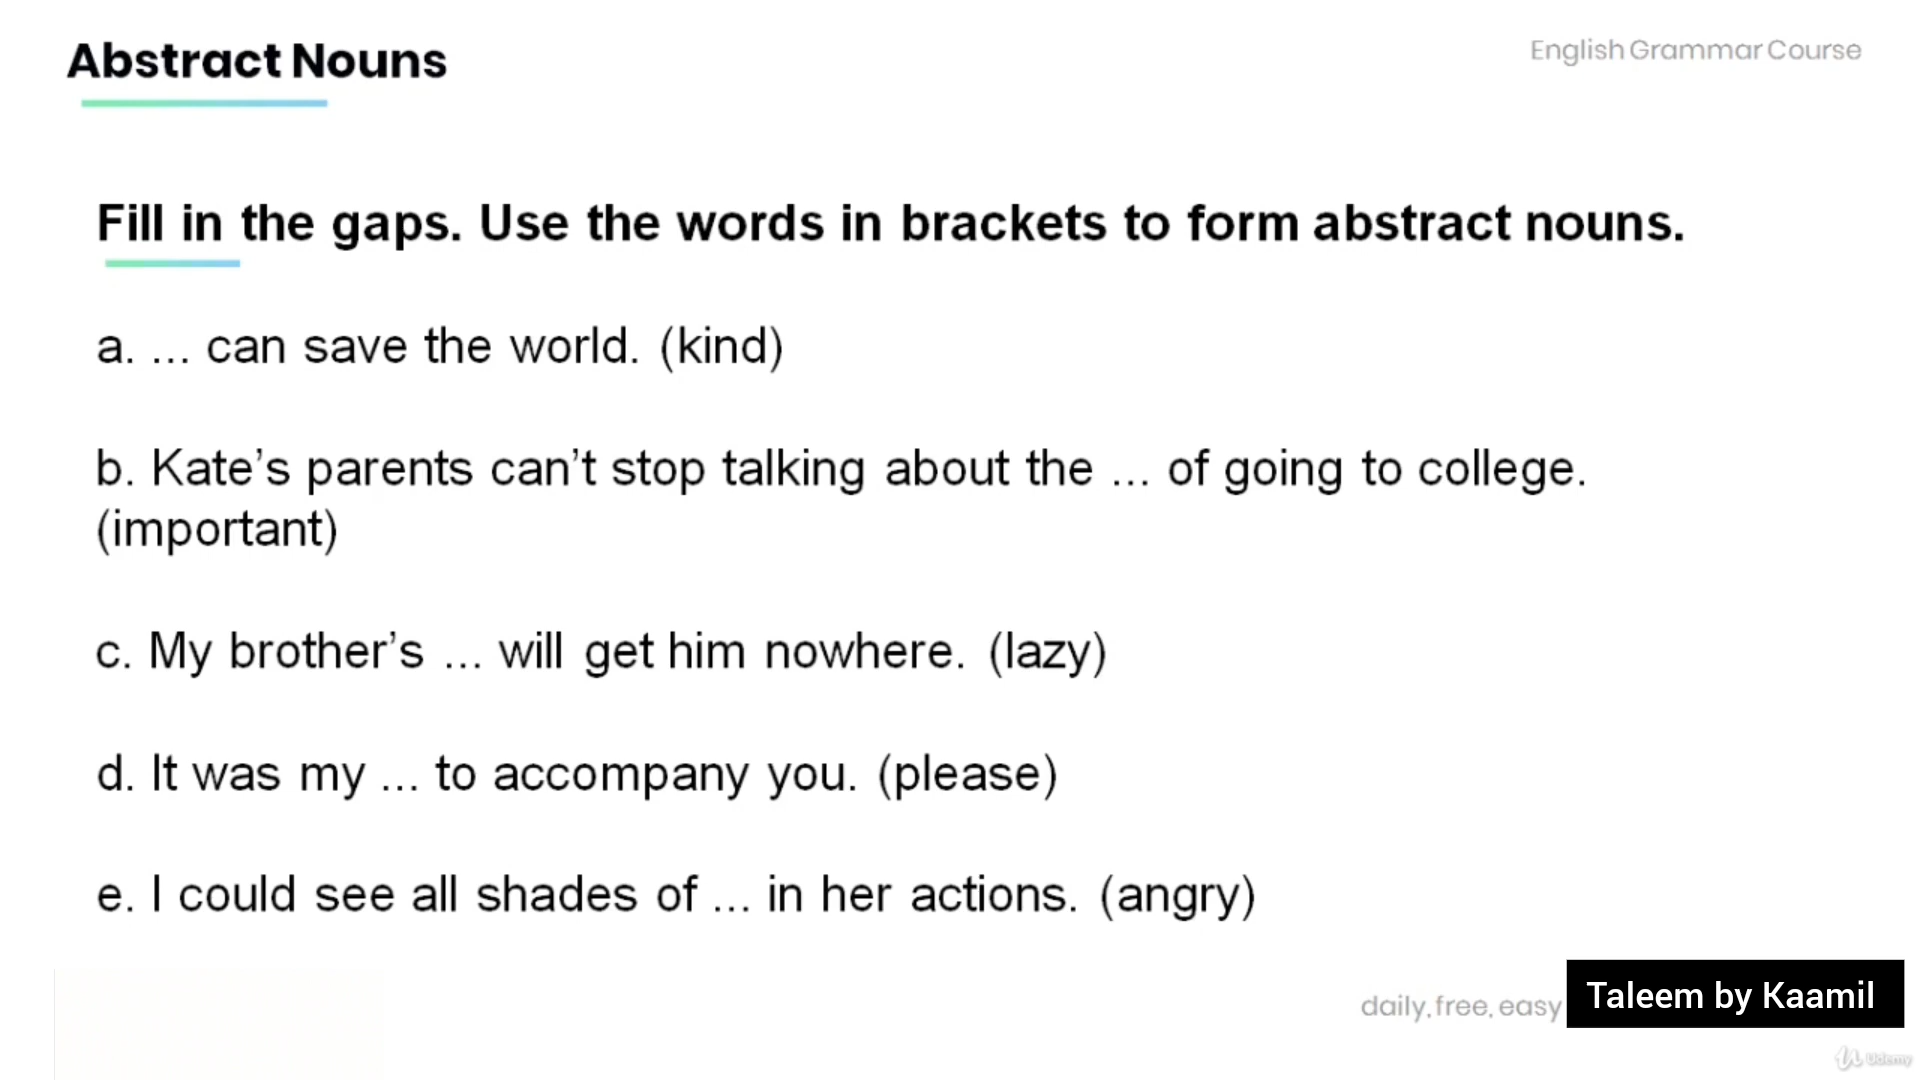 Abstract Nouns
English Grammar Course
Fill in the gaps. Use the words in brackets to form abstract nouns.
a. ... can save the world. (kind)
b. Kate’s parents can’t stop talking about the ... of going to college.
(important)
c. My brother’s ... will get him nowhere. (lazy)
d. It was my ... to accompany you. (please)
e. I could see all shades of ... in her actions. (angry)
daily, free, easy
Taleem by Kaamil
Udemy